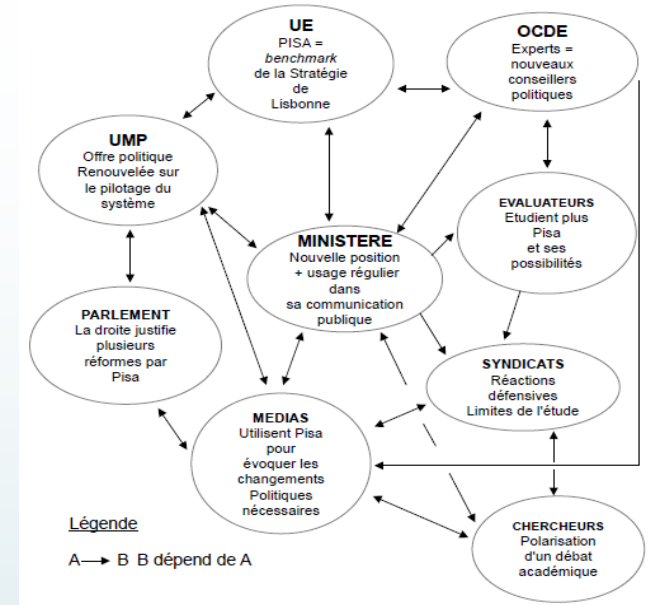 UE
PISA =
benchmark
de la Stratégie
de
Lisbonne
OCDE
Experts =
nouveaux
conseillers
politiques
UMP
Offre politique
Renouvelée sur
le pilotage du
système
EVALUATEURS
Etudient plus
Pisa
et ses
possibilités
MINISTERE
Nouvelle position
+ usage régulier
dans
sa communication
publique
PARLEMENT
La droite justifie
plusieurs
réformes par
Pisa
SYNDICATS
Réactions
défensives
Limites de l'étude
MEDIAS
Utilisent Pisa
pour
évoquer les
changements
Politiques
nécessaires
CHERCHEURS
Polarisation
d'un débat
académique
Légende
A → B B dépend de A